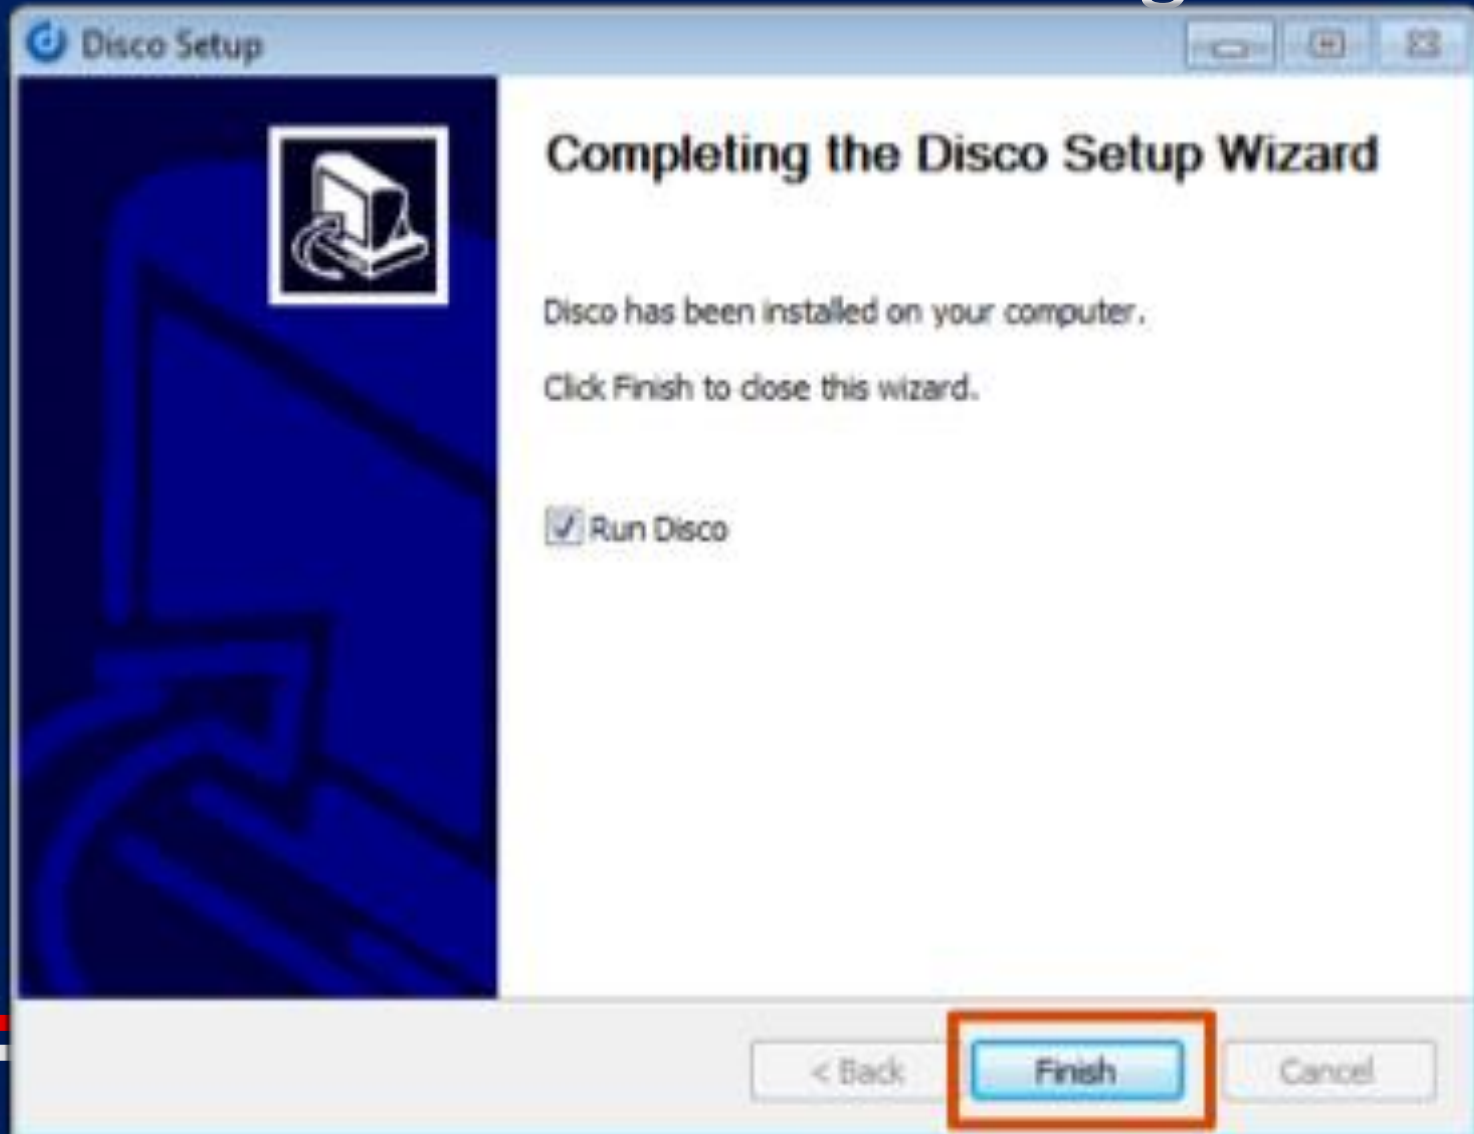 Disco Setup
Completing the Disco Setup Wizard
Disco has been installed on your computer.
Click Finish to close this wizard.
Run Disco
< Back
Finish
Cancel